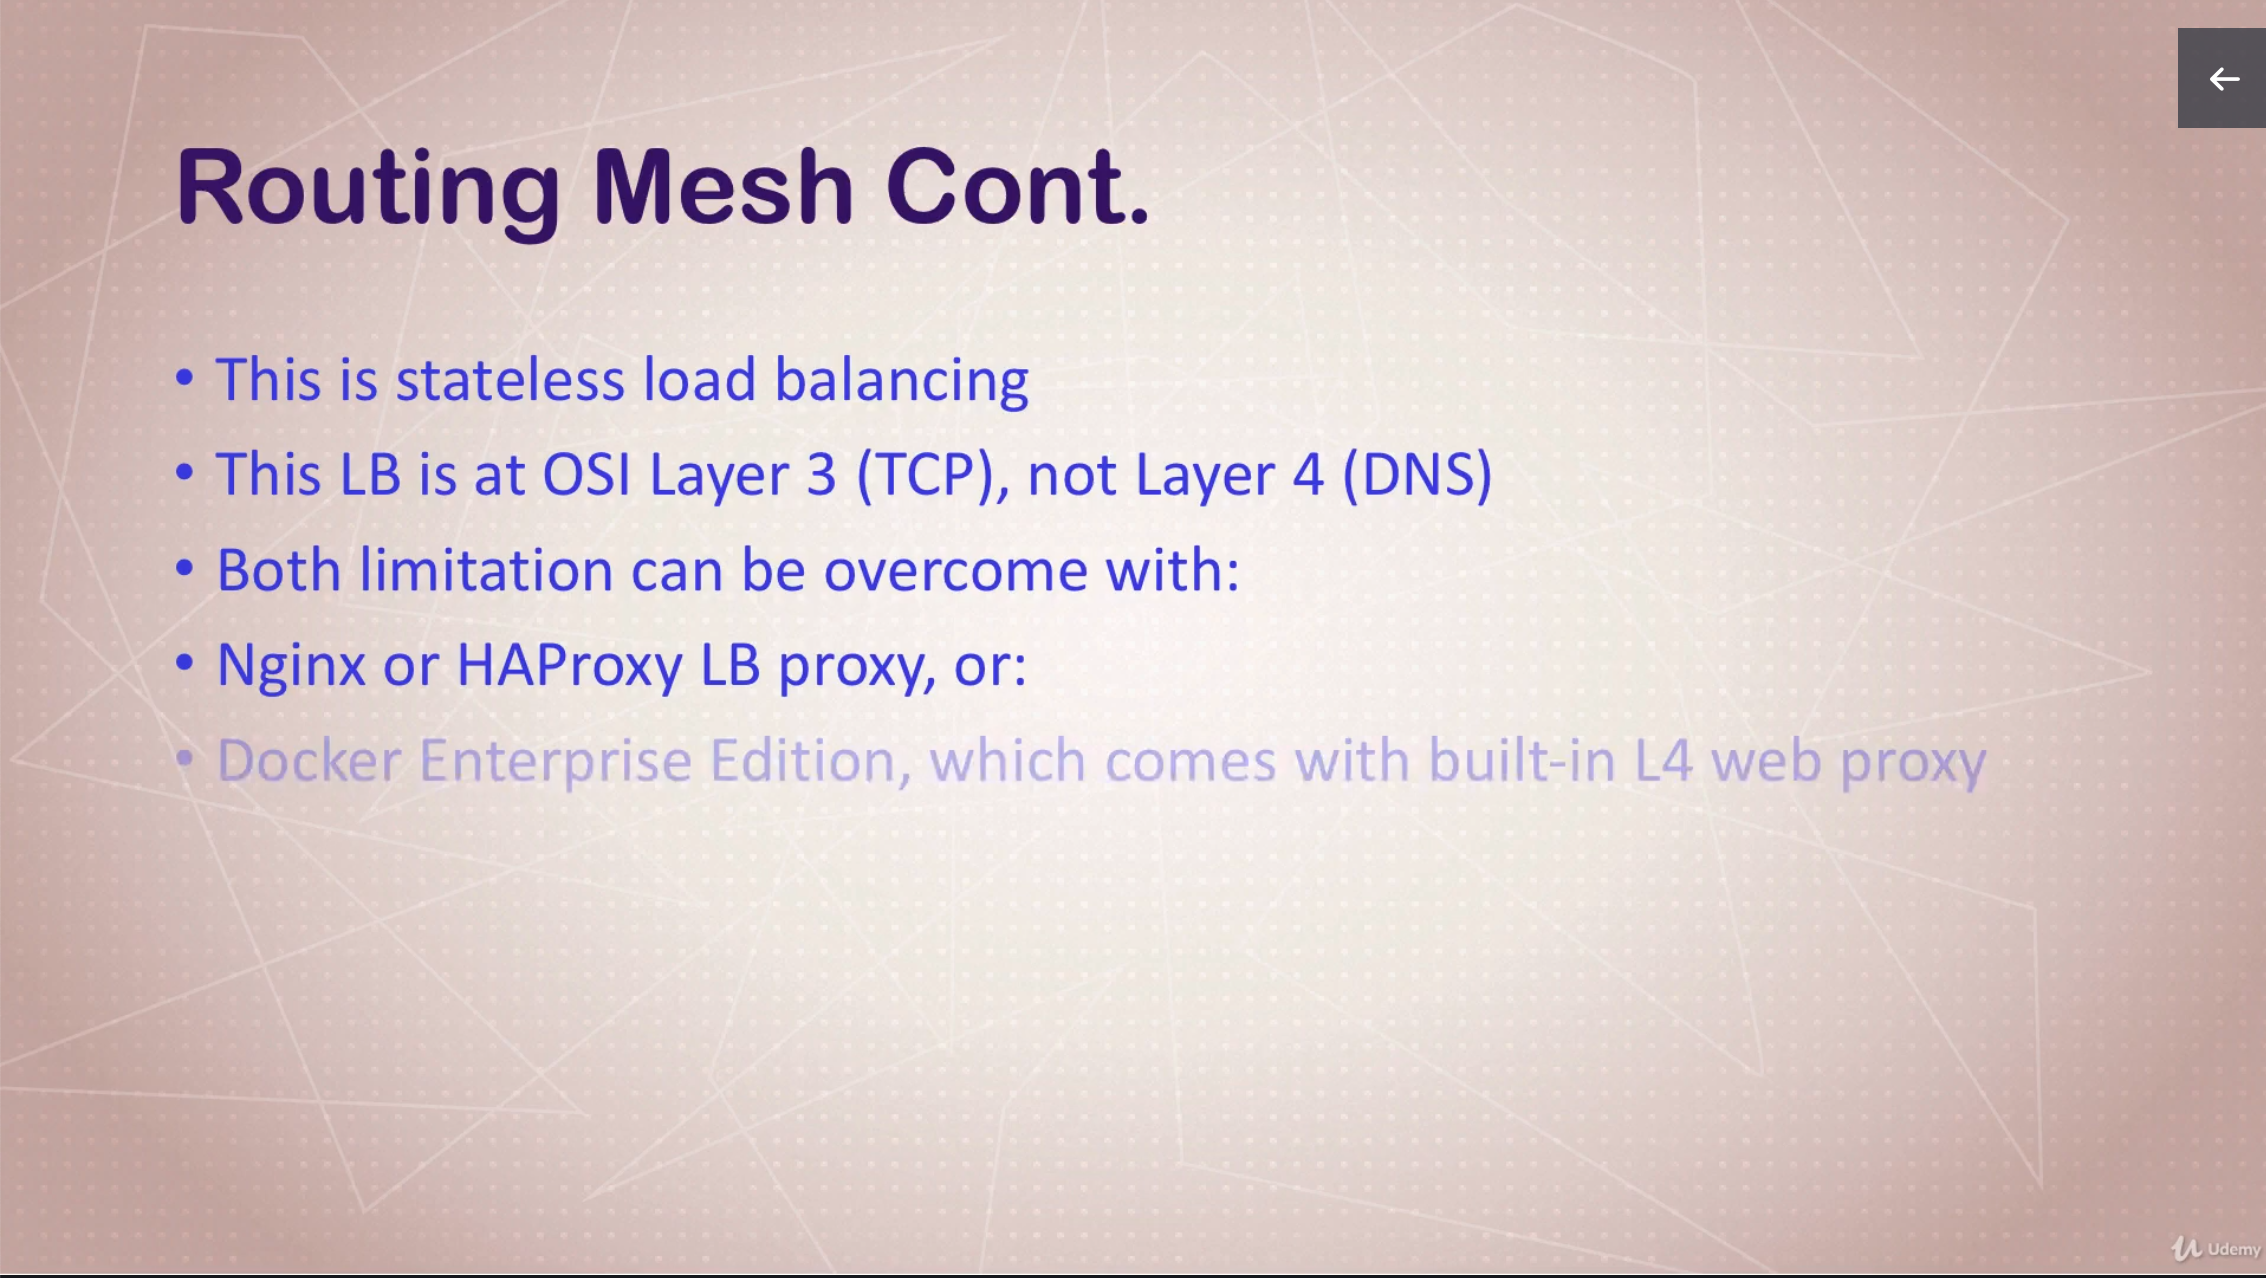 Routing Mesh Cont.
• This is stateless load balancing
• This LB is at OSI Layer 3 (TCP), not Layer 4 (DNS)
• Both limitation can be overcome with:
• Nginx or HAProxy LB proxy, or:
• Docker Enterprise Edition, which comes with built-in L4 web proxy
Udemy